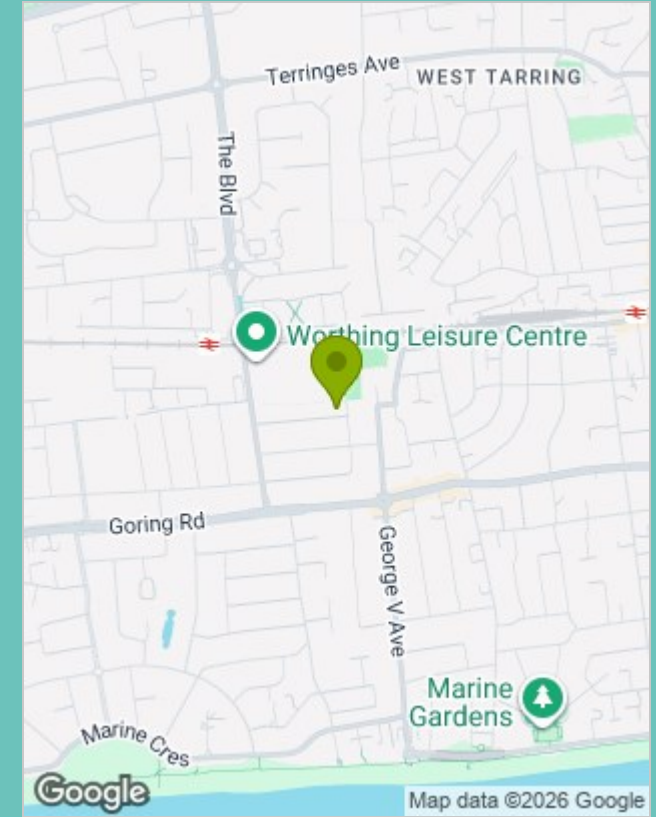 Terringes Ave
WEST TARRING
The Blvd
Worthing Leisure Centre
Goring Rd
George V Ave
Marine
Gardens
Marine Cres
Google
Map data ©2026 Google